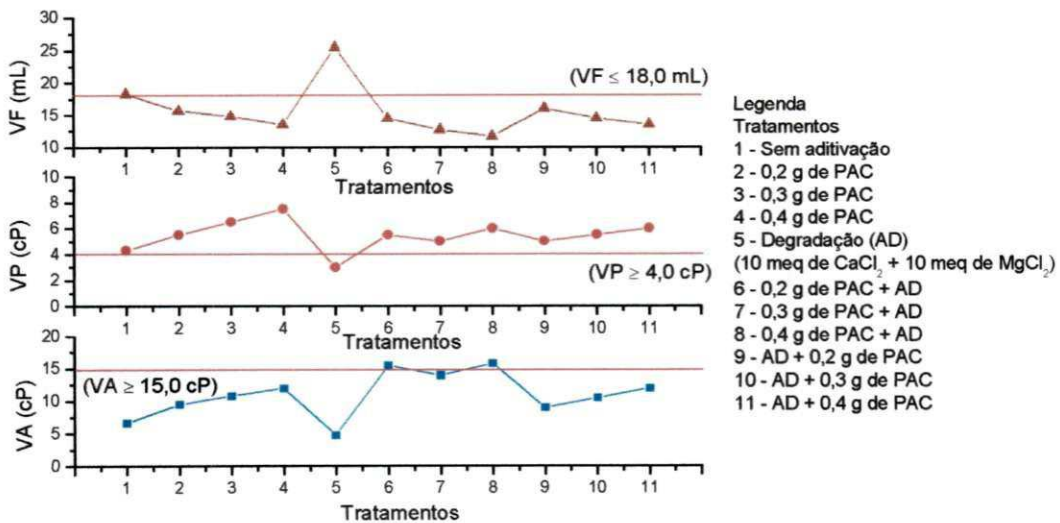 VF (mL)
30
25
20
15
10
(VF ≤ 18,0 mL)
1 2 3 4 5 6 7 8 9 10 11
Tratamentos
VP (cP)
10
8
6
4
2
0
(VP ≥ 4,0 cP)
1 2 3 4 5 6 7 8 9 10 11
Tratamentos
VA (cP)
20
15
10
5
0
(VA ≥ 15,0 cP)
1 2 3 4 5 6 7 8 9 10 11
Tratamentos
Legenda
Tratamentos
1 - Sem aditivação
2 - 0,2 g de PAC
3 - 0,3 g de PAC
4 - 0,4 g de PAC
5 - Degradação (AD)
(10 meq de CaCl₂ + 10 meq de MgCl₂)
6 - 0,2 g de PAC + AD
7 - 0,3 g de PAC + AD
8 - 0,4 g de PAC + AD
9 - AD + 0,2 g de PAC
10 - AD + 0,3 g de PAC
11 - AD + 0,4 g de PAC